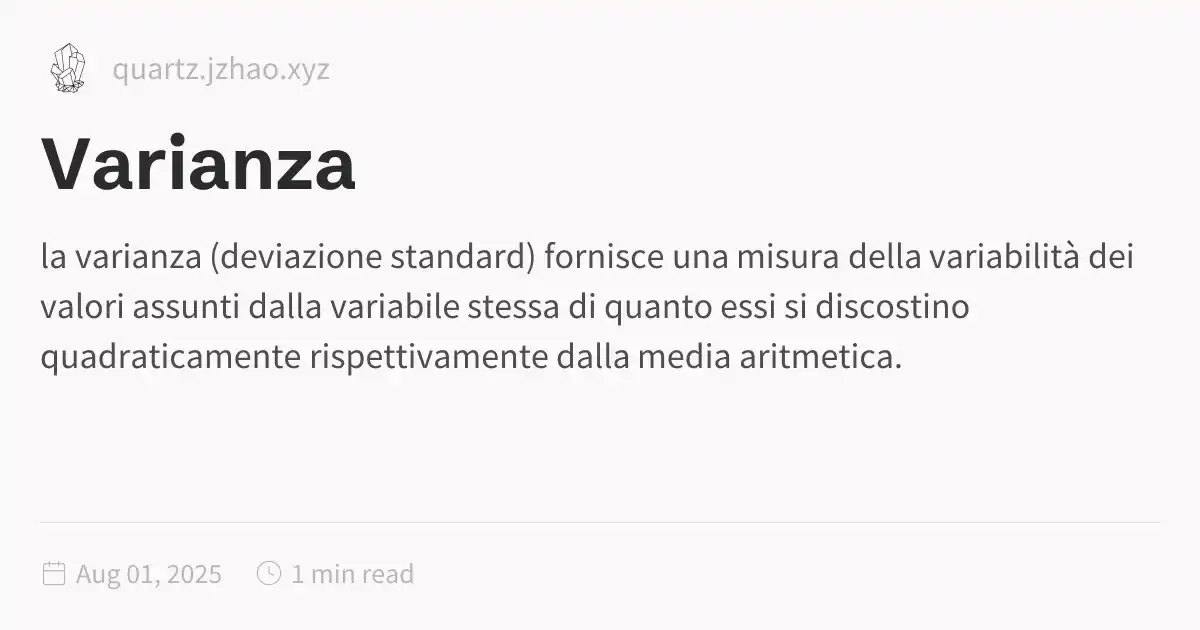 quartz.jzhao.xyz
Varianza
la varianza (deviazione standard) fornisce una misura della variabilità dei
valori assunti dalla variabile stessa di quanto essi si discostino
quadraticamente rispettivamente dalla media aritmetica.
Aug 01, 2025 1 min read